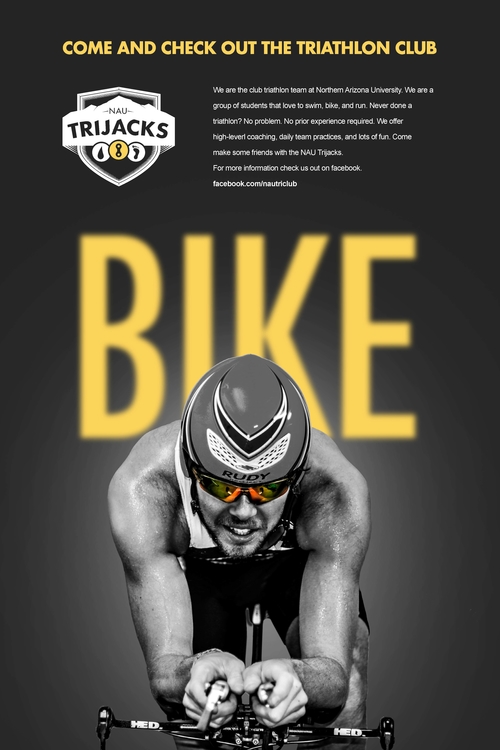 COME AND CHECK OUT THE TRIATHLON CLUB
NAU
TRIJACKS
We are the club triathlon team at Northern Arizona University. We are a
group of students that love to swim, bike, and run. Never done a
triathlon? No problem. No prior experience required. We offer
high-leverl coaching, daily team practices, and lots of fun. Come
make some friends with the NAU Trijacks.
For more information check us out on facebook.
facebook.com/nautriclub
BIKE
RUDY
HED
HED